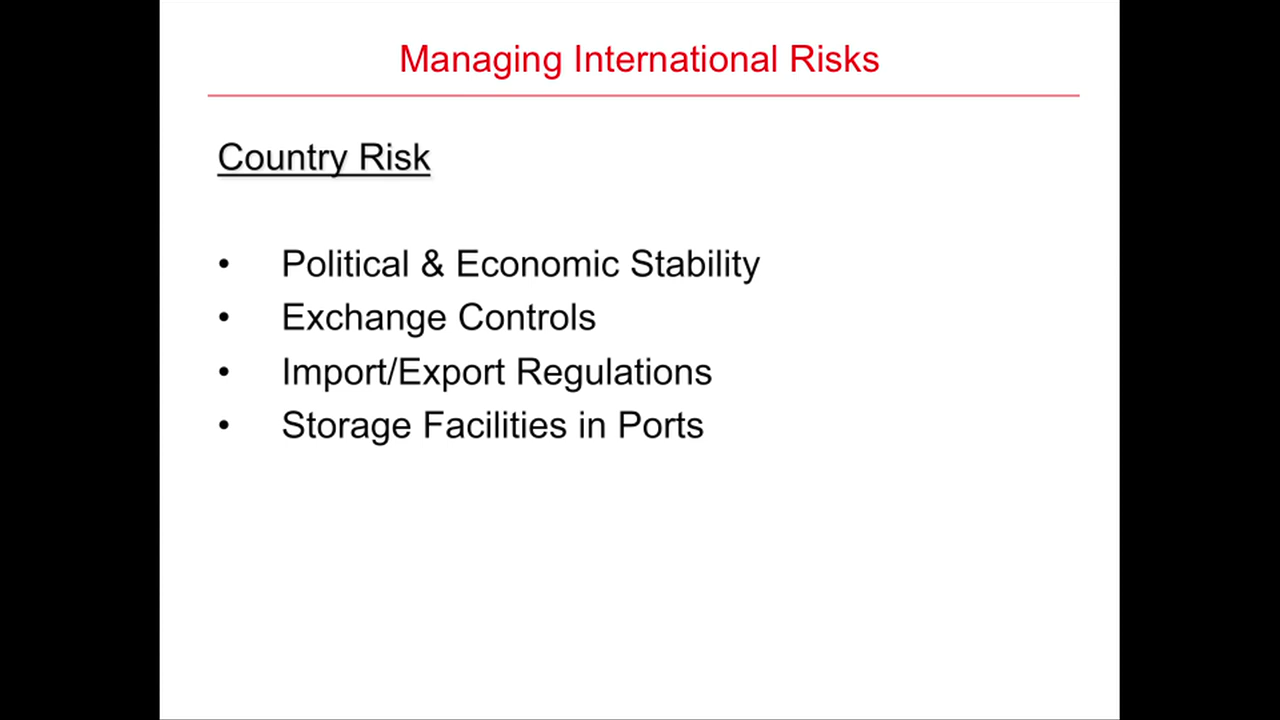 Managing International Risks
Country Risk
• Political & Economic Stability
• Exchange Controls
• Import/Export Regulations
• Storage Facilities in Ports